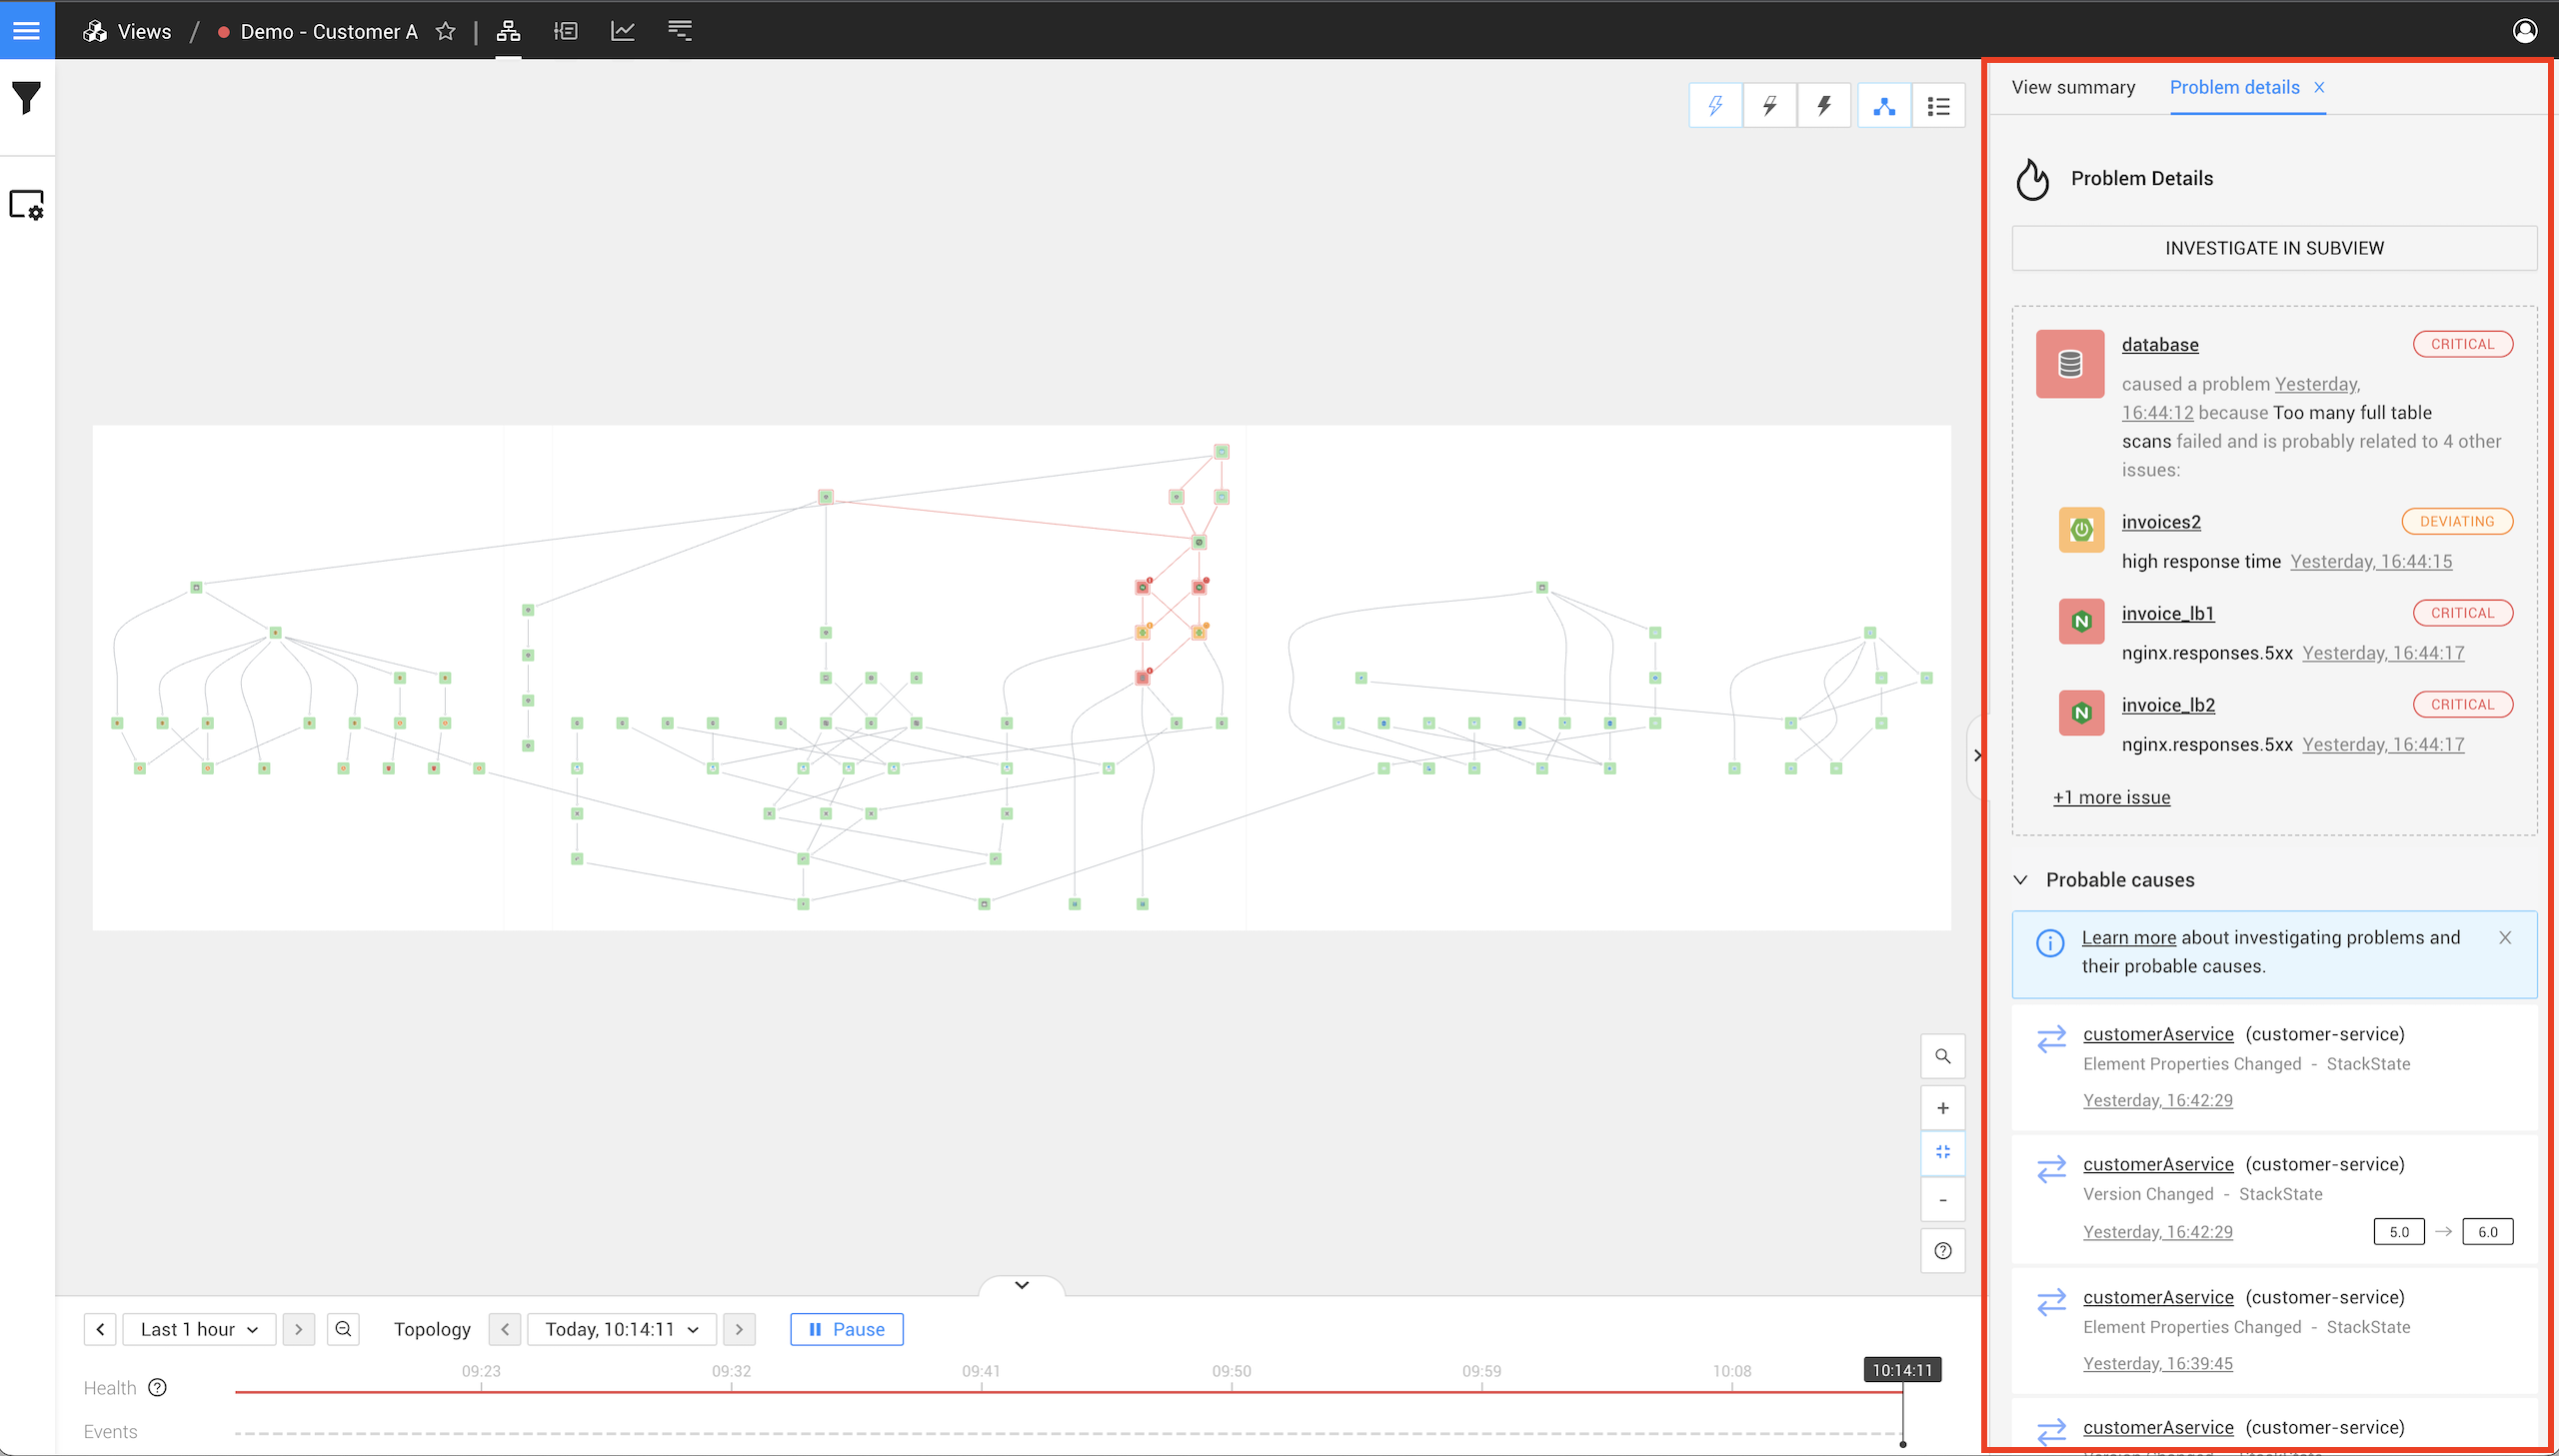 Views / Demo - Customer A
View summary
Problem details
Problem Details
INVESTIGATE IN SUBVIEW
database CRITICAL
caused a problem Yesterday,
16:44:12 because Too many full table
scans failed and is probably related to 4 other
issues:
invoices2 DEVIATING
high response time Yesterday, 16:44:15
invoice_lb1 CRITICAL
nginx.responses.5xx Yesterday, 16:44:17
invoice_lb2 CRITICAL
nginx.responses.5xx Yesterday, 16:44:17
+1 more issue
Probable causes
Learn more about investigating problems and
their probable causes.
customerAservice (customer-service)
Element Properties Changed - StackState
Yesterday, 16:42:29
customerAservice (customer-service)
Version Changed - StackState
Yesterday, 16:42:29 5.0 → 6.0
customerAservice (customer-service)
Element Properties Changed - StackState
Yesterday, 16:39:45
customerAservice (customer-service)
Last 1 hour Topology Today, 10:14:11 Pause
09:23 09:32 09:41 09:50 09:59 10:08 10:14:11
Health
Events